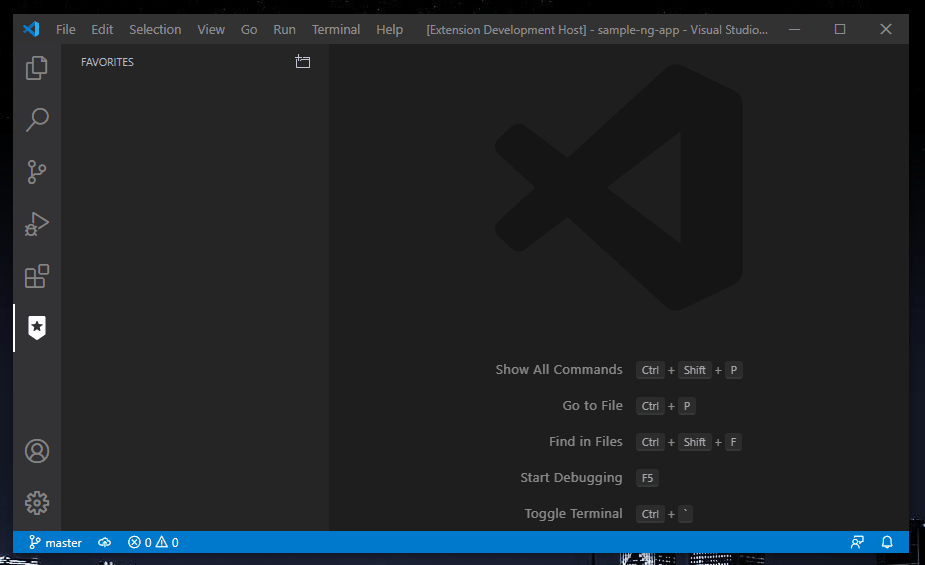 File Edit Selection View Go Run Terminal Help [Extension Development Host] - sample-ng-app - Visual Studio...
FAVORITES
Show All Commands Ctrl + Shift + P
Go to File Ctrl + P
Find in Files Ctrl + Shift + F
Start Debugging F5
Toggle Terminal Ctrl + `
master 0 0